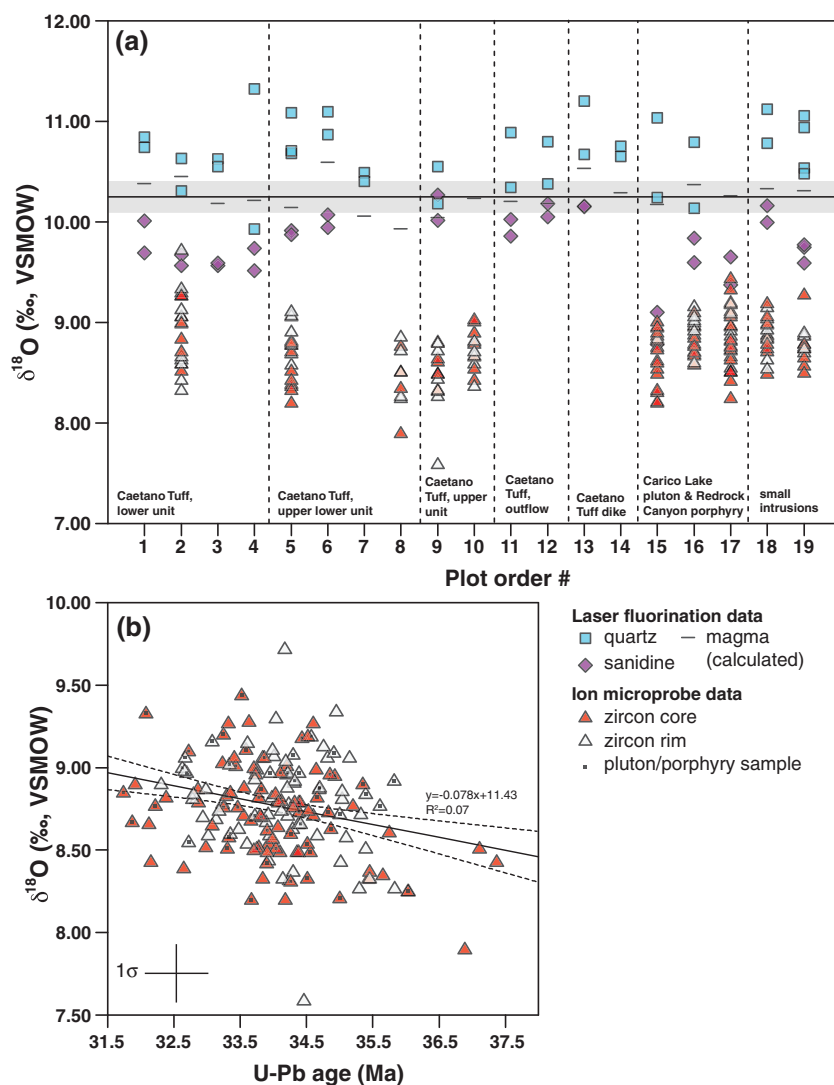 12.00
(a)
11.00
10.00
9.00
8.00
7.00
δ18O (‰, VSMOW)
Caetano Tuff,
lower unit
Caetano Tuff,
upper lower unit
Caetano
Tuff, upper
unit
Caetano
Tuff,
outflow
Caetano
Tuff dike
Carico Lake
pluton & Redrock
Canyon porphyry
small
intrusions
1 2 3 4 5 6 7 8 9 10 11 12 13 14 15 16 17 18 19
Plot order #
10.00
(b)
9.50
9.00
8.50
8.00
7.50
δ18O (‰, VSMOW)
y=-0.078x+11.43
R²=0.07
1σ
31.5 32.5 33.5 34.5 35.5 36.5 37.5
U-Pb age (Ma)
Laser fluorination data
quartz
magma
sanidine
(calculated)
Ion microprobe data
zircon core
zircon rim
pluton/porphyry sample